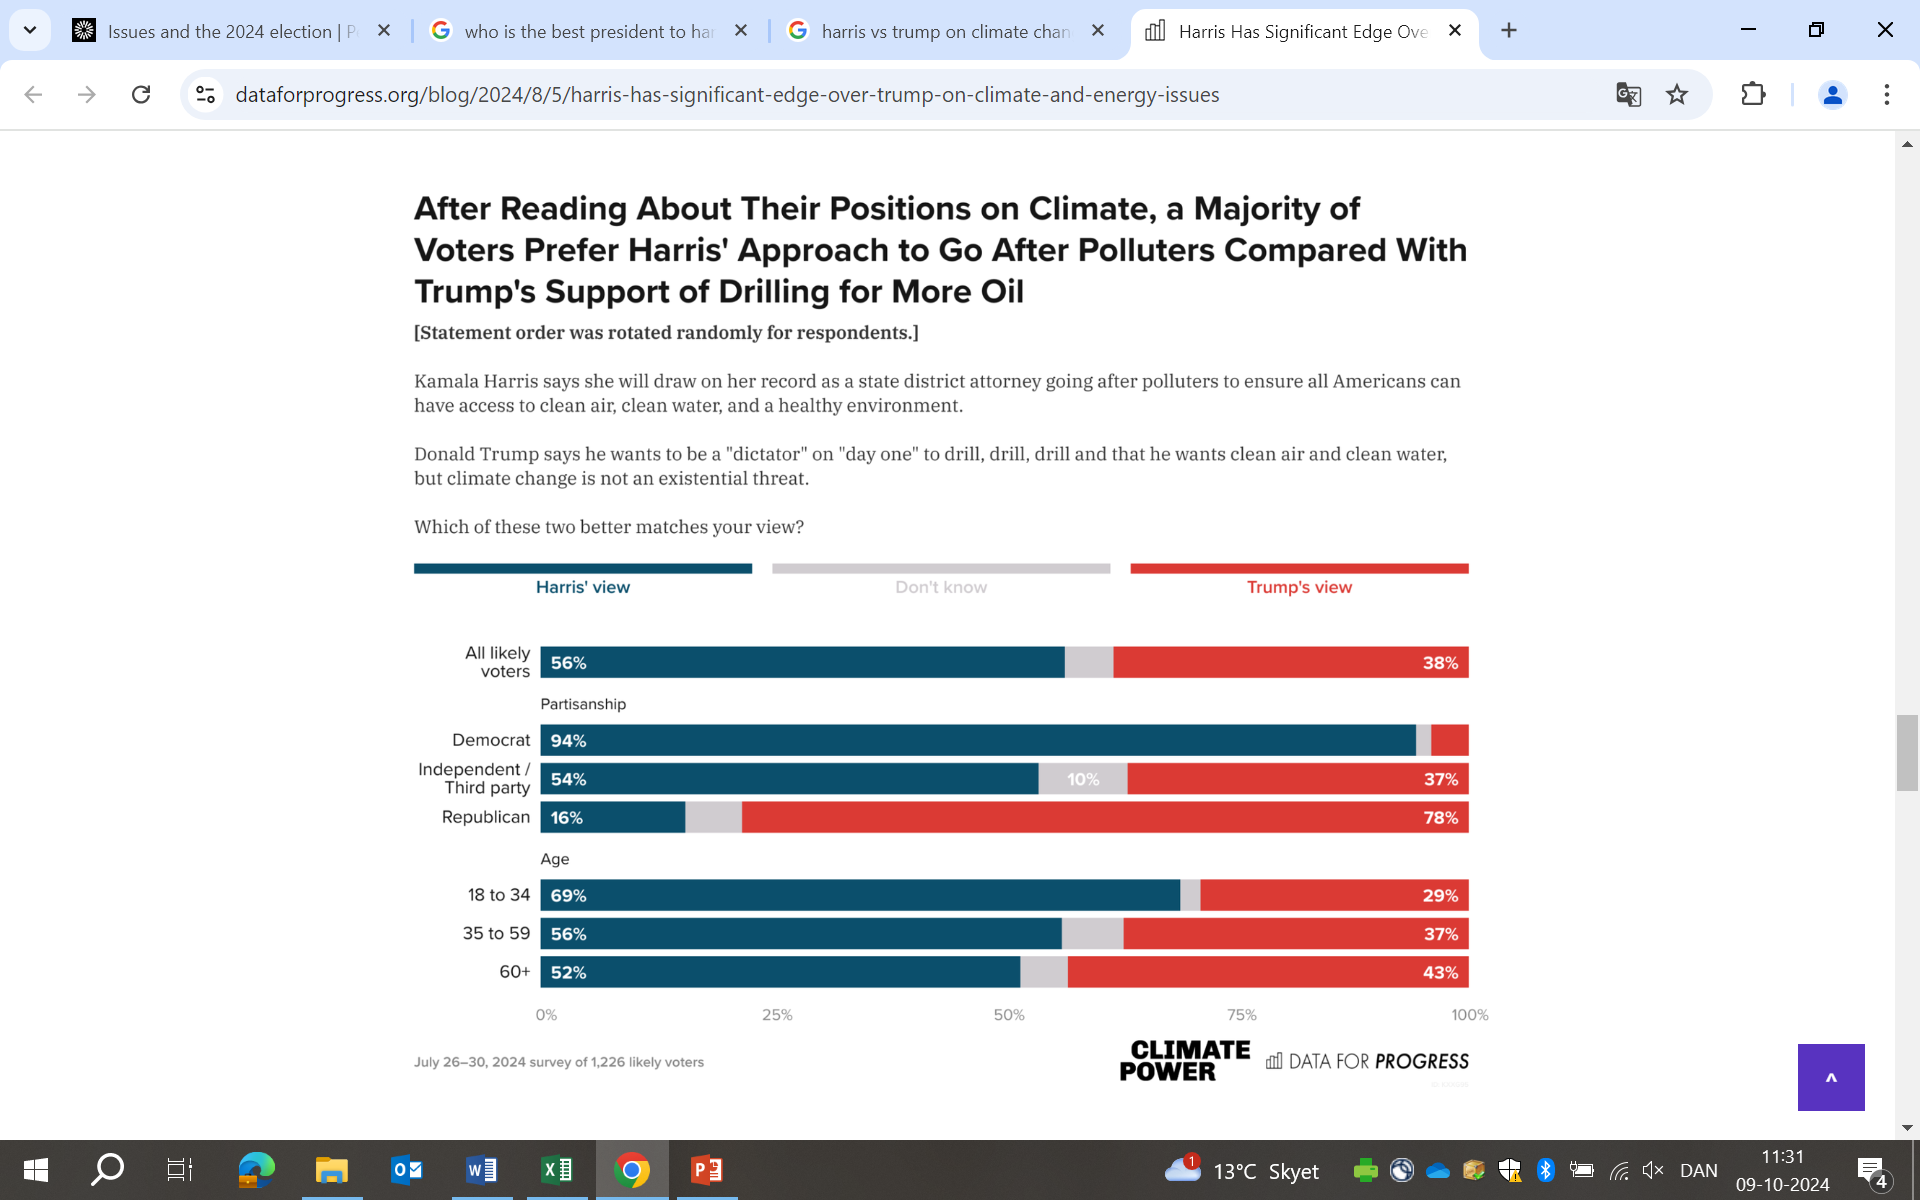 Issues and the 2024 election | P
who is the best president to har
harris vs trump on climate chan
Harris Has Significant Edge Ove
dataforprogress.org/blog/2024/8/5/harris-has-significant-edge-over-trump-on-climate-and-energy-issues
After Reading About Their Positions on Climate, a Majority of
Voters Prefer Harris' Approach to Go After Polluters Compared With
Trump's Support of Drilling for More Oil
[Statement order was rotated randomly for respondents.]
Kamala Harris says she will draw on her record as a state district attorney going after polluters to ensure all Americans can
have access to clean air, clean water, and a healthy environment.
Donald Trump says he wants to be a "dictator" on "day one" to drill, drill, drill and that he wants clean air and clean water,
but climate change is not an existential threat.
Which of these two better matches your view?
Harris' view
Don't know
Trump's view
All likely
voters
56%
38%
Partisanship
Democrat
94%
Independent /
Third party
54%
10%
37%
Republican
16%
78%
Age
18 to 34
69%
29%
35 to 59
56%
37%
60+
52%
43%
0%
25%
50%
75%
100%
July 26–30, 2024 survey of 1,226 likely voters
CLIMATE
POWER
DATA FOR PROGRESS
1
13°C Skyet
DAN
11:31
09-10-2024
4